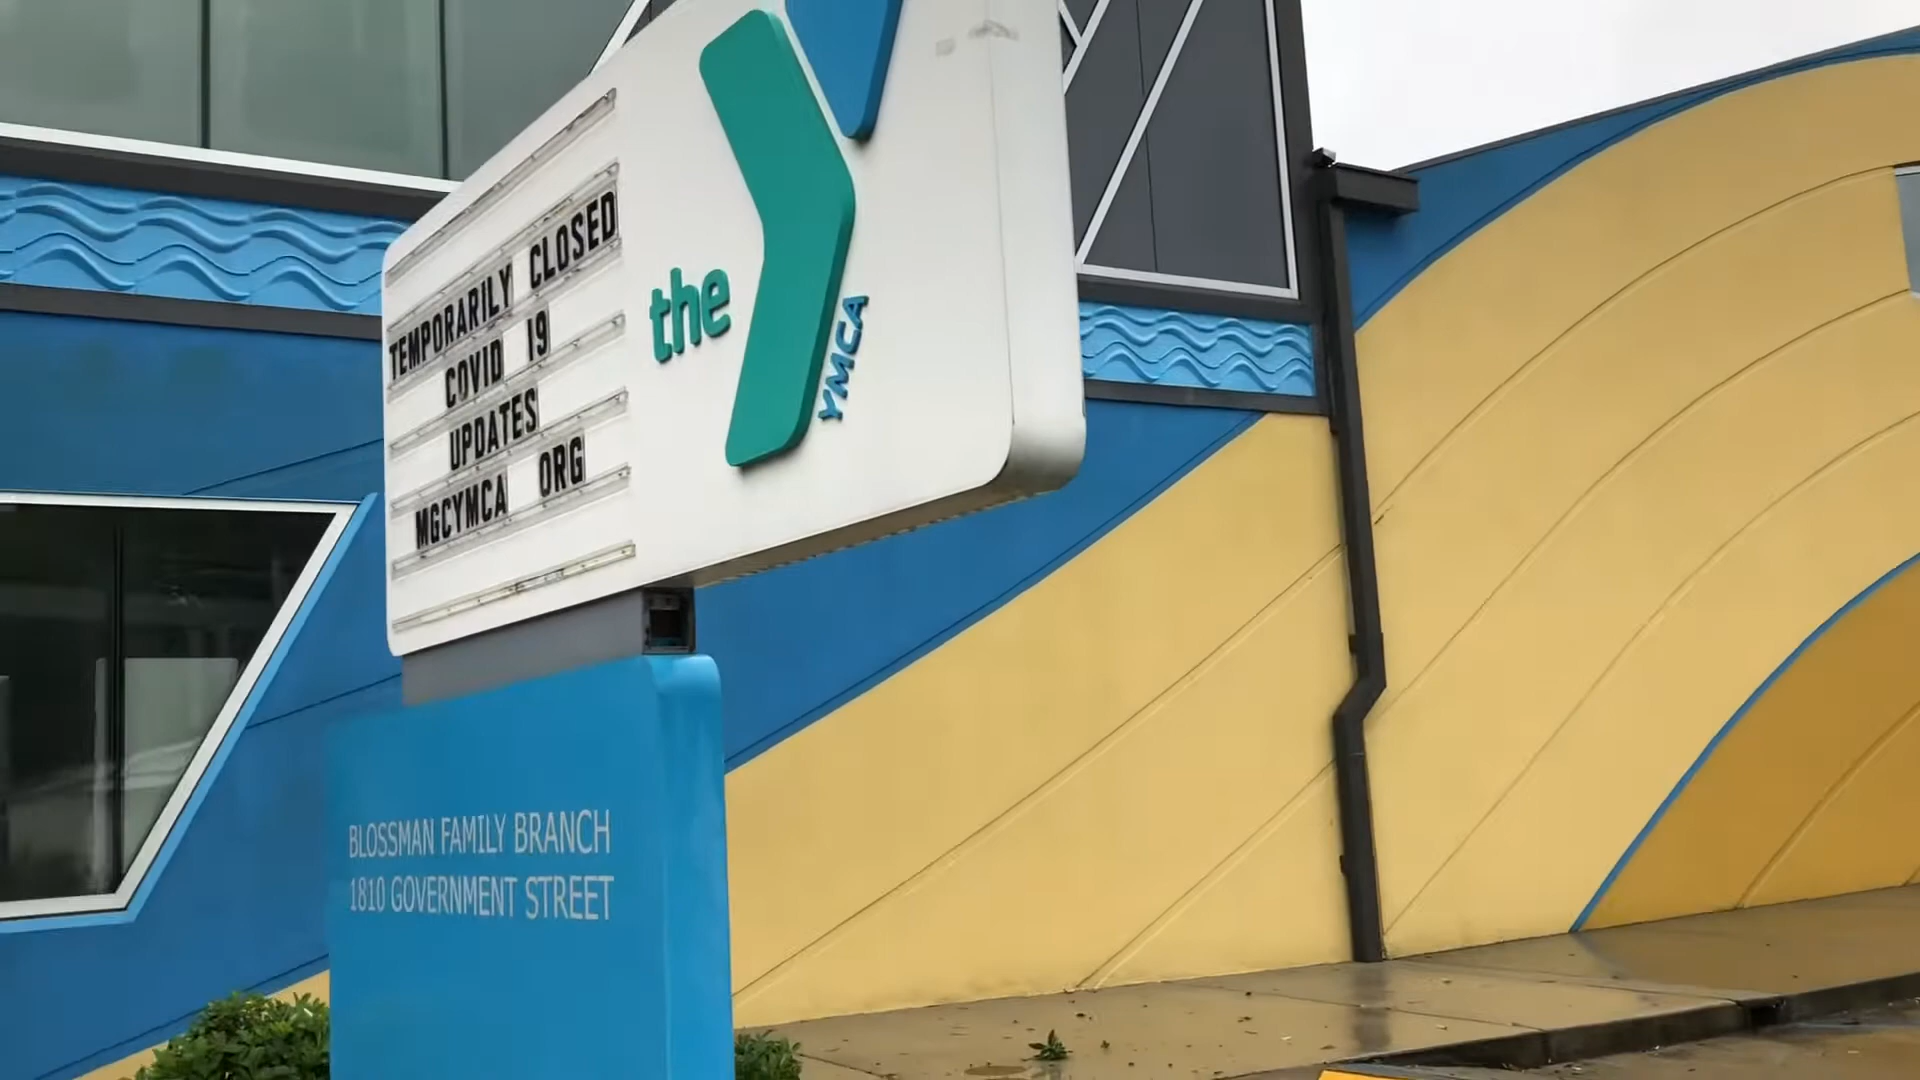 TEMPORARILY CLOSED
COVID 19
UPDATES
MGCYMCA ORG
the
YMCA
BLOSSMAN FAMILY BRANCH
1810 GOVERNMENT STREET